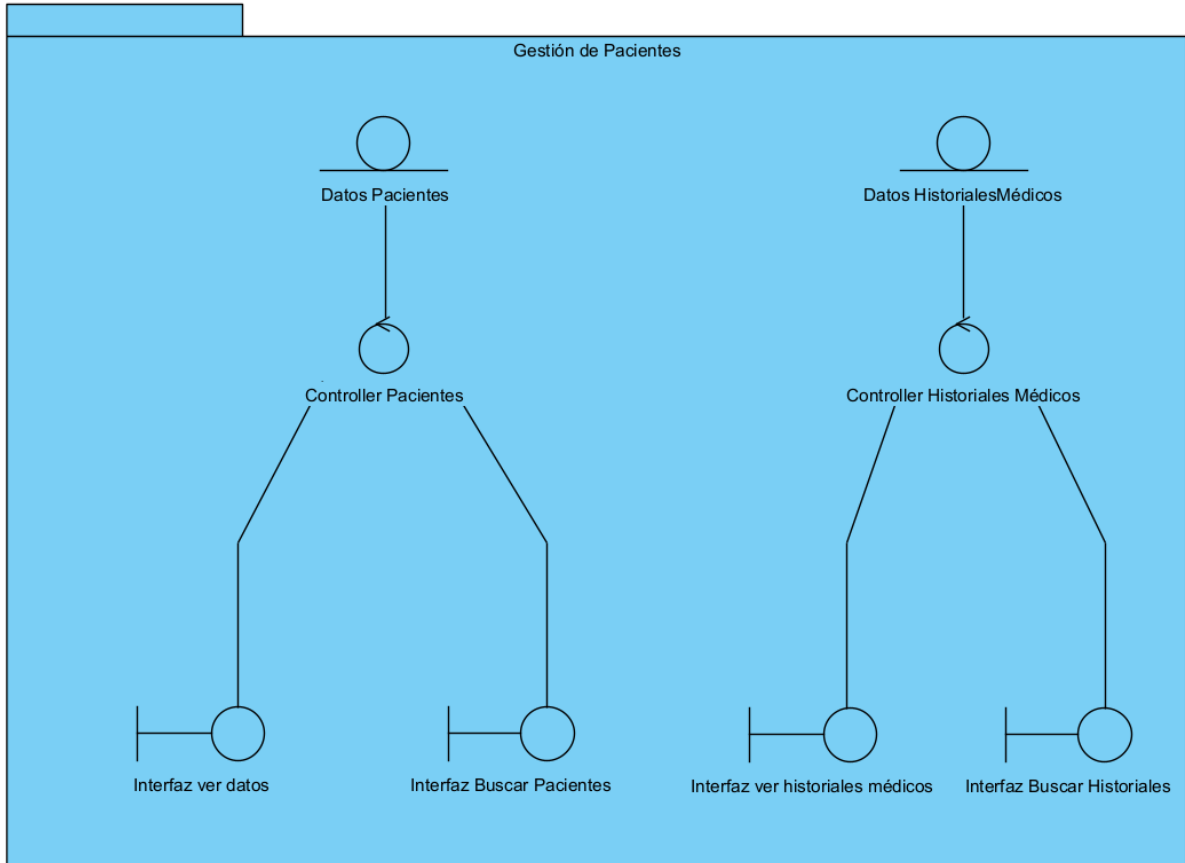 Gestión de Pacientes
Datos Pacientes
Datos HistorialesMédicos
Controller Pacientes
Controller Historiales Médicos
Interfaz ver datos
Interfaz Buscar Pacientes
Interfaz ver historiales médicos
Interfaz Buscar Historiales